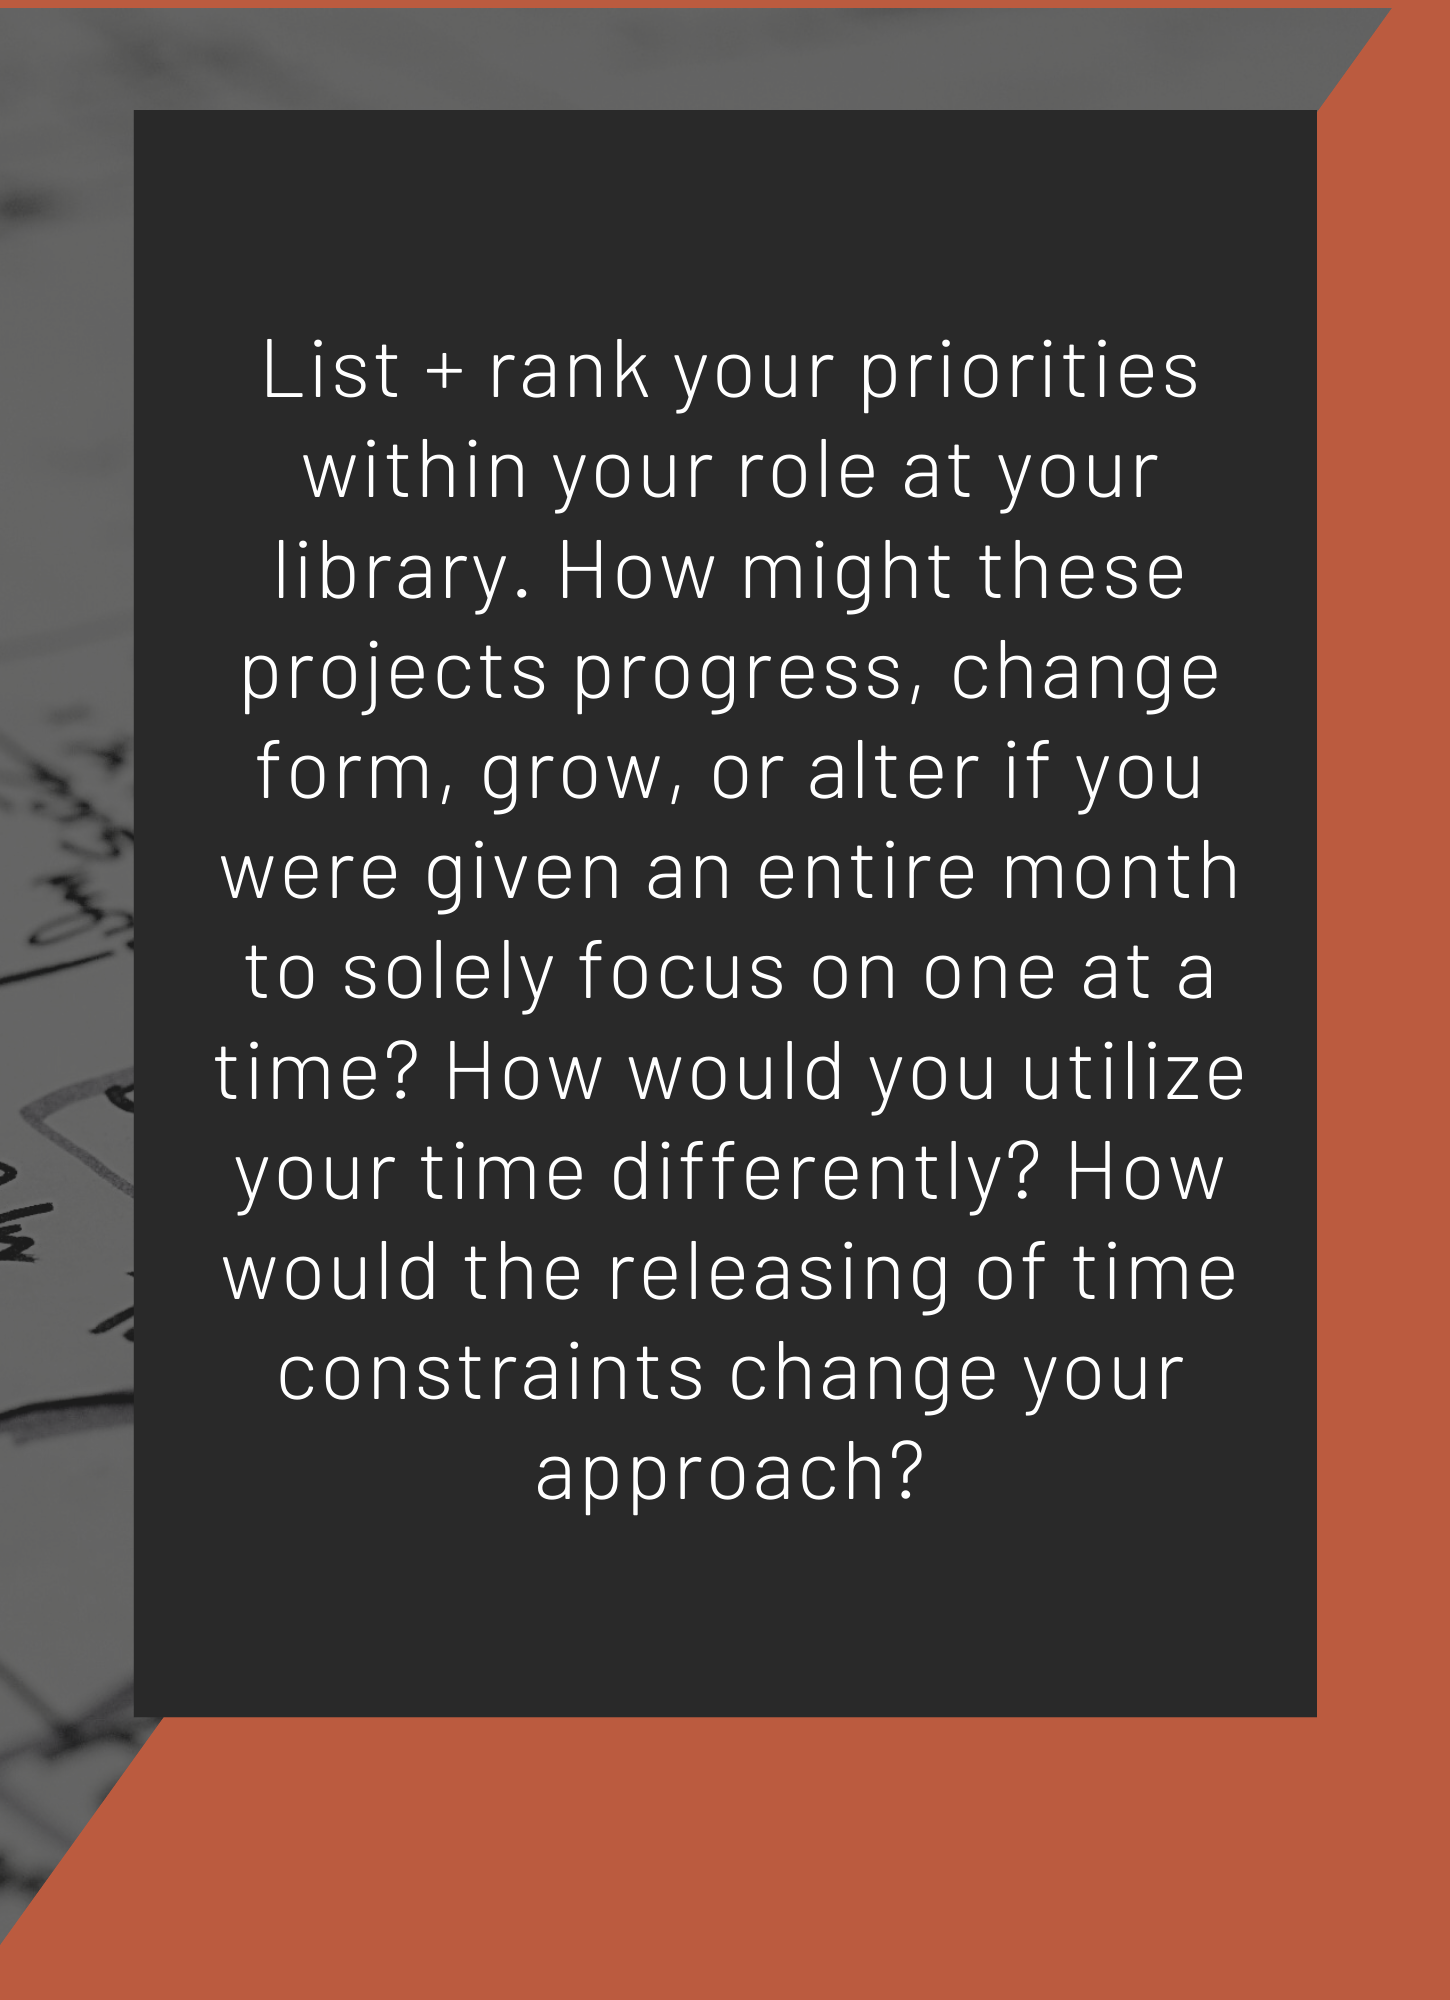 List + rank your priorities
within your role at your
library. How might these
projects progress, change
form, grow, or alter if you
were given an entire month
to solely focus on one at a
time? How would you utilize
your time differently? How
would the releasing of time
constraints change your
approach?